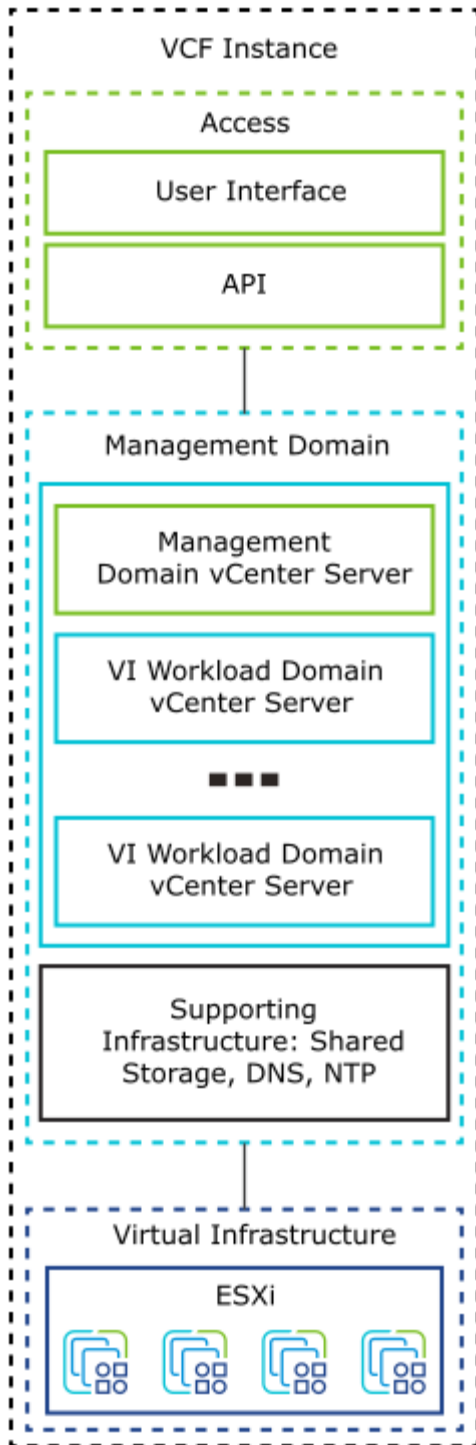 VCF Instance
Access
User Interface
API
Management Domain
Management
Domain vCenter Server
VI Workload Domain
vCenter Server
VI Workload Domain
vCenter Server
Supporting
Infrastructure: Shared
Storage, DNS, NTP
Virtual Infrastructure
ESXi